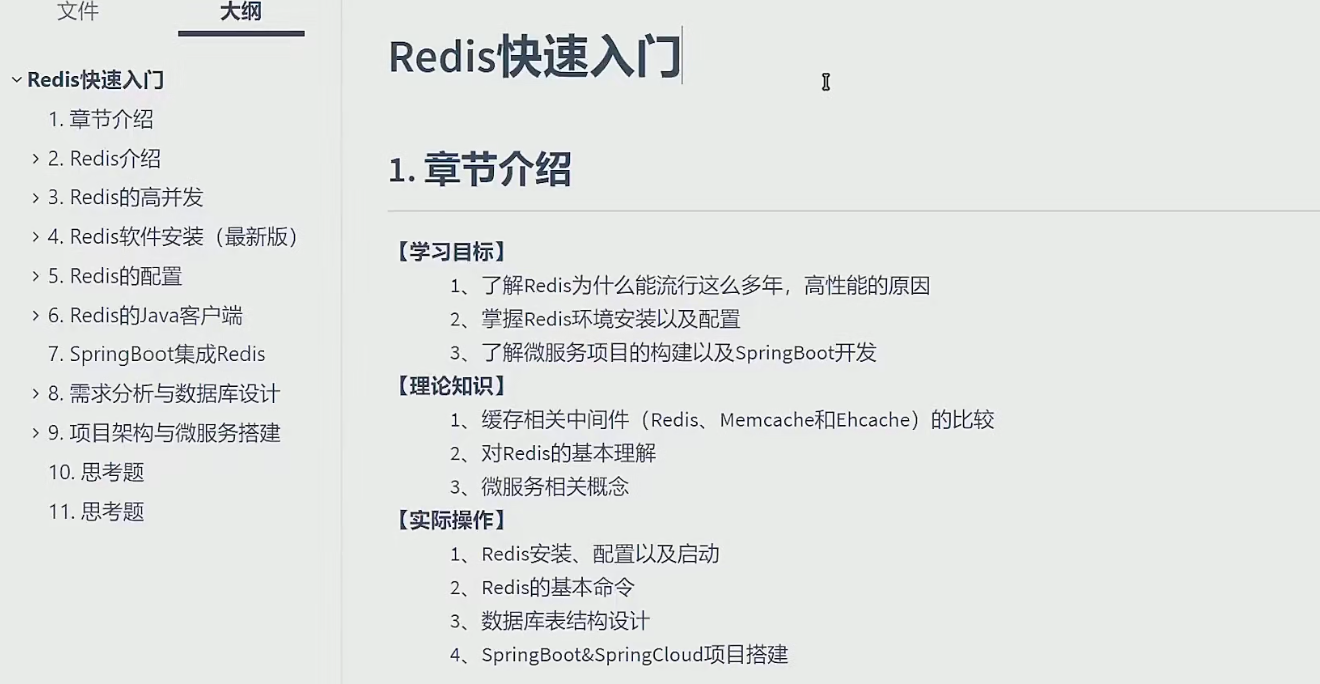 文件 大纲
Redis快速入门
1. 章节介绍
2. Redis介绍
3. Redis的高并发
4. Redis软件安装（最新版）
5. Redis的配置
6. Redis的Java客户端
7. SpringBoot集成Redis
8. 需求分析与数据库设计
9. 项目架构与微服务搭建
10. 思考题
11. 思考题
Redis快速入门
1. 章节介绍
【学习目标】
1、了解Redis为什么能流行这么多年，高性能的原因
2、掌握Redis环境安装以及配置
3、了解微服务项目的构建以及SpringBoot开发
【理论知识】
1、缓存相关中间件（Redis、Memcache和Ehcache）的比较
2、对Redis的基本理解
3、微服务相关概念
【实际操作】
1、Redis安装、配置以及启动
2、Redis的基本命令
3、数据库表结构设计
4、SpringBoot&SpringCloud项目搭建